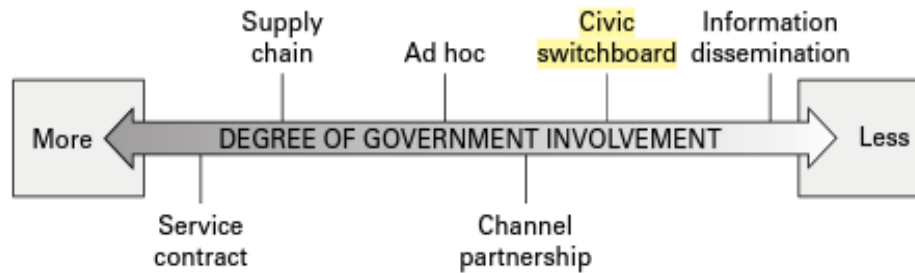 Supply
chain
Ad hoc
Civic
switchboard
Information
dissemination
More
DEGREE OF GOVERNMENT INVOLVEMENT
Less
Service
contract
Channel
partnership